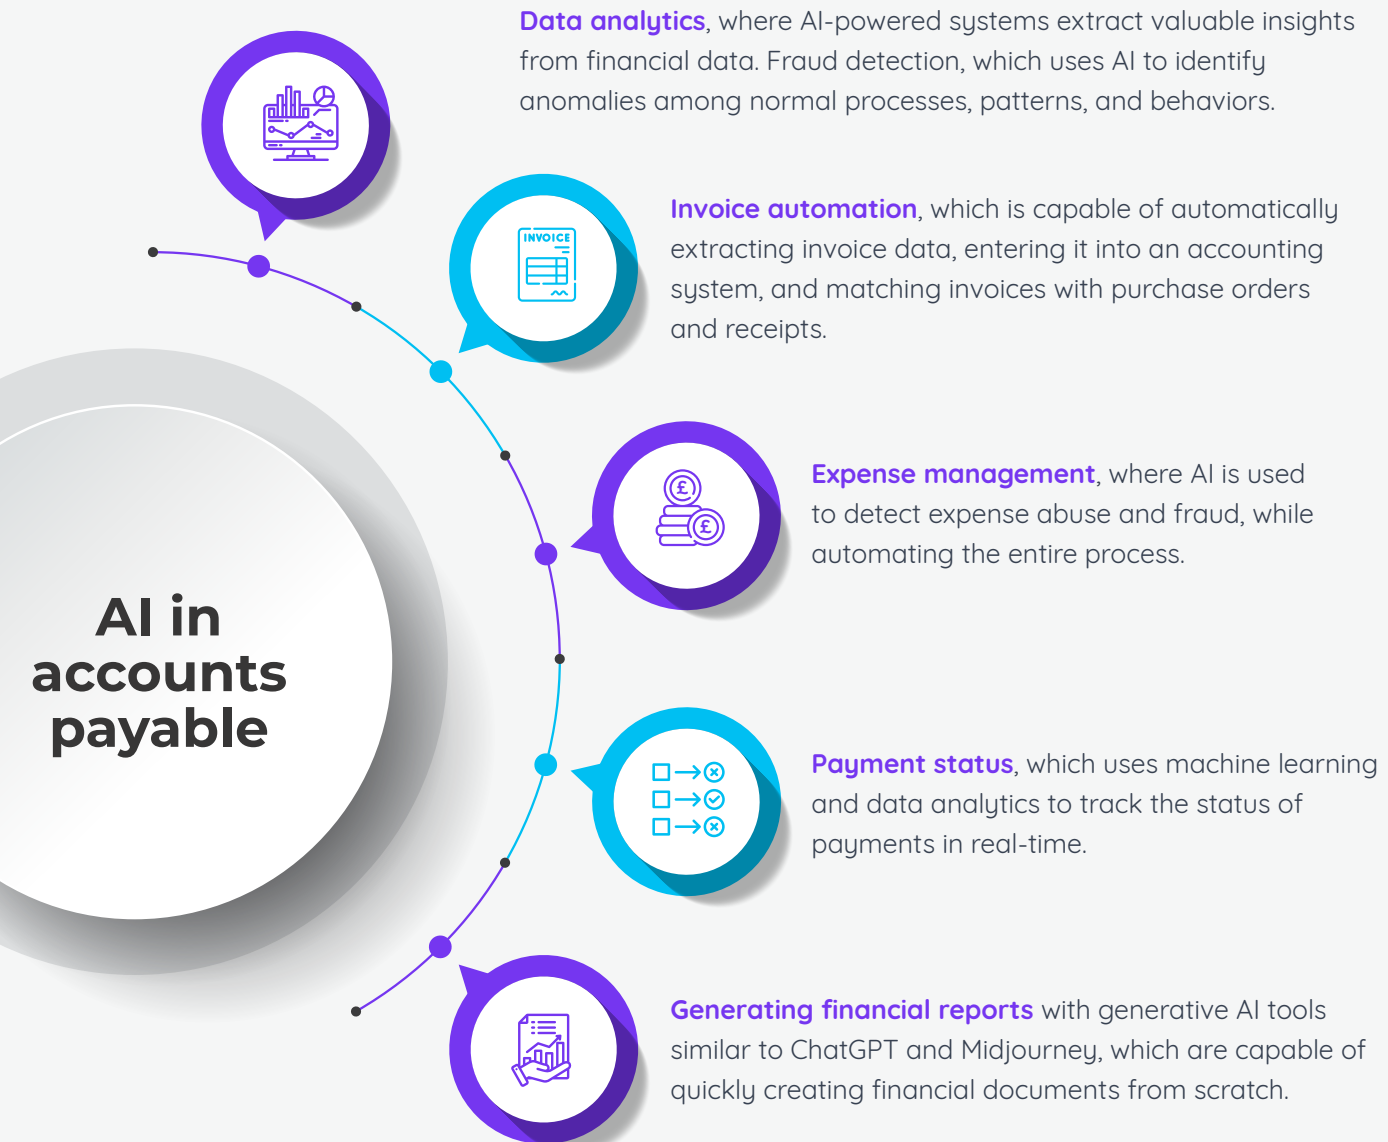 Data analytics, where AI-powered systems extract valuable insights
from financial data. Fraud detection, which uses AI to identify
anomalies among normal processes, patterns, and behaviors.
INVOICE
Invoice automation, which is capable of automatically
extracting invoice data, entering it into an accounting
system, and matching invoices with purchase orders
and receipts.
£
£
Expense management, where AI is used
to detect expense abuse and fraud, while
automating the entire process.
AI in
accounts
payable
Payment status, which uses machine learning
and data analytics to track the status of
payments in real-time.
Generating financial reports with generative AI tools
similar to ChatGPT and Midjourney, which are capable of
quickly creating financial documents from scratch.